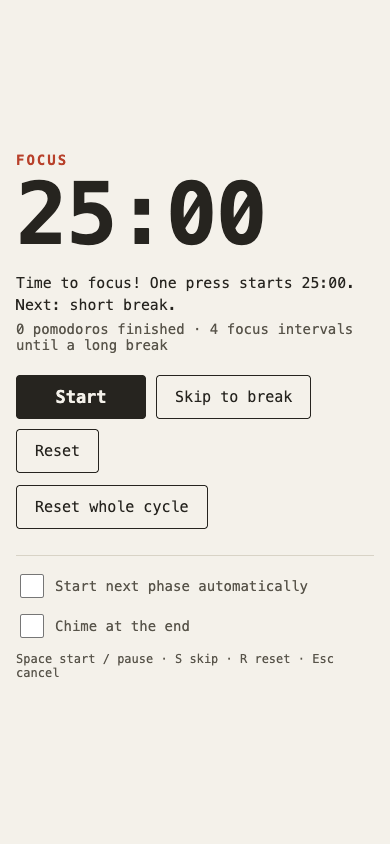 FOCUS
25:00
Time to focus! One press starts 25:00.
Next: short break.
0 pomodoros finished · 4 focus intervals
until a long break
Start
Skip to break
Reset
Reset whole cycle
Start next phase automatically
Chime at the end
Space start / pause · S skip · R reset · Esc
cancel